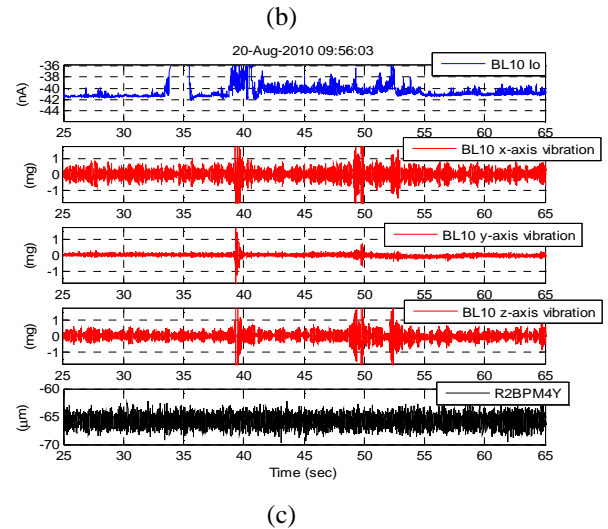 (b)
20-Aug-2010 09:56:03
(nA)
-36
-38
-40
-42
-44
BL10 Io
25 30 35 40 45 50 55 60 65
(mg)
1
0
-1
BL10 x-axis vibration
25 30 35 40 45 50 55 60 65
(mg)
1
0
-1
BL10 y-axis vibration
25 30 35 40 45 50 55 60 65
(mg)
1
0
-1
BL10 z-axis vibration
25 30 35 40 45 50 55 60 65
(μm)
-60
-65
-70
R2BPM4Y
25 30 35 40 45 50 55 60 65
Time (sec)
(c)